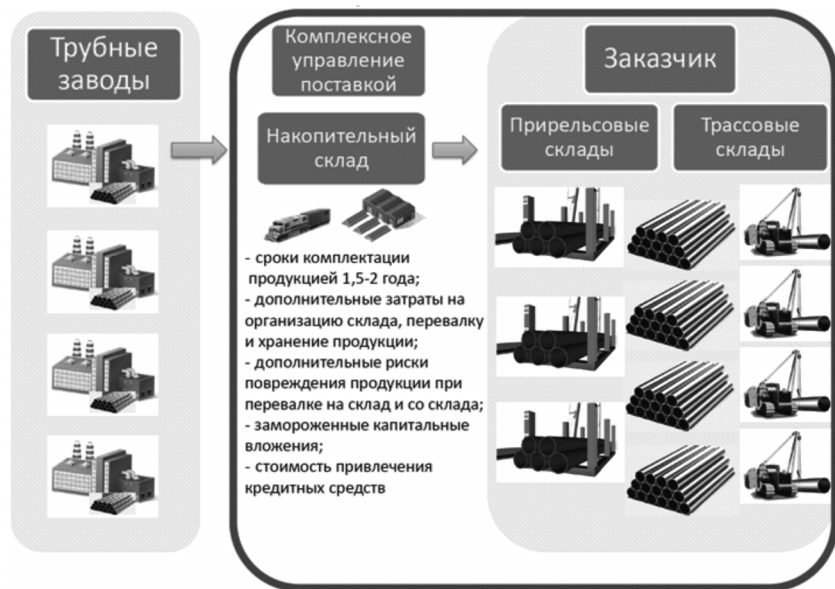 Трубные
заводы
Комплексное
управление
поставкой
Накопительный
склад
- сроки комплектации
продукцией 1,5-2 года;
- дополнительные затраты на
организацию склада, перевалку
и хранение продукции;
- дополнительные риски
повреждения продукции при
перевалке на склад и со склада;
- замороженные капитальные
вложения;
- стоимость привлечения
кредитных средств
Заказчик
Прирельсовые
склады
Трассовые
склады